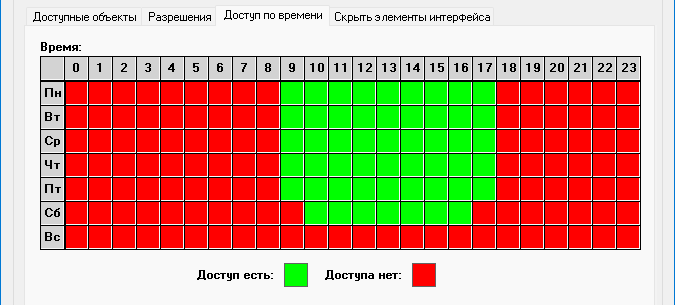 Доступные объекты Разрешения Доступ по времени Скрыть элементы интерфейса
Время:
0 1 2 3 4 5 6 7 8 9 10 11 12 13 14 15 16 17 18 19 20 21 22 23
Пн
Вт
Ср
Чт
Пт
Сб
Вс
Доступ есть: Доступа нет: